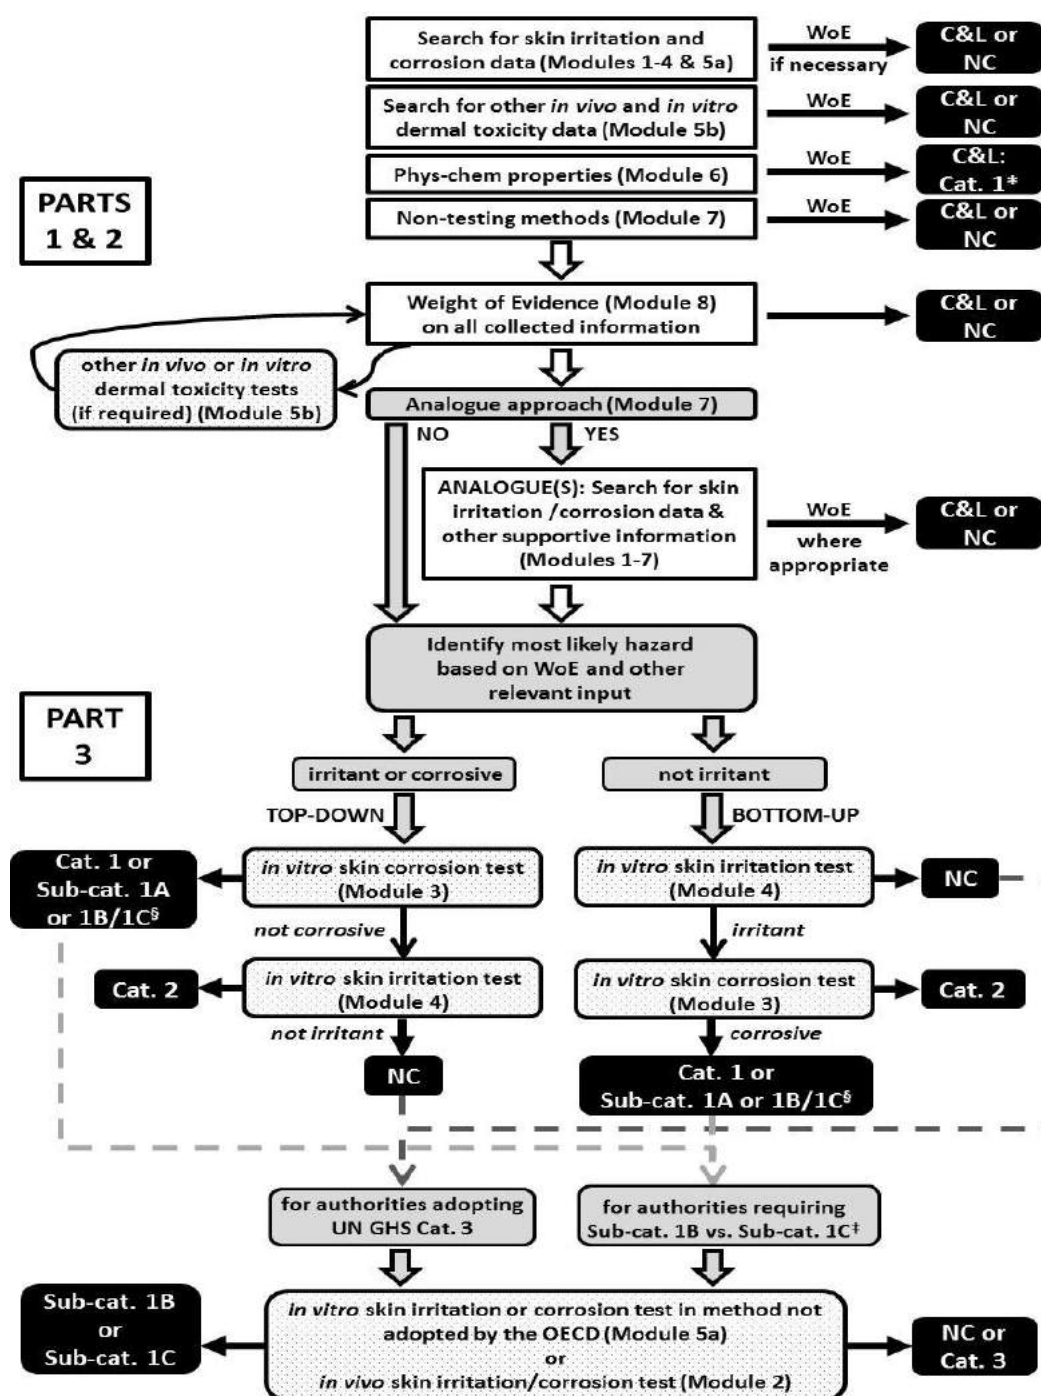 Search for skin irritation and
corrosion data (Modules 1-4 & 5a)
WoE
if necessary
C&L or
NC
Search for other in vivo and in vitro
dermal toxicity data (Module 5b)
WoE
C&L or
NC
Phys-chem properties (Module 6)
WoE
C&L:
Cat. 1*
PARTS
1 & 2
Non-testing methods (Module 7)
WoE
C&L or
NC
Weight of Evidence (Module 8)
on all collected information
C&L or
NC
other in vivo or in vitro
dermal toxicity tests
(if required) (Module 5b)
Analogue approach (Module 7)
NO
YES
ANALOGUE(S): Search for skin
irritation /corrosion data &
other supportive information
(Modules 1-7)
WoE
where
appropriate
C&L or
NC
Identify most likely hazard
based on WoE and other
relevant input
PART
3
irritant or corrosive
not irritant
TOP-DOWN
BOTTOM-UP
Cat. 1 or
Sub-cat. 1A
or 1B/1C§
in vitro skin corrosion test
(Module 3)
in vitro skin irritation test
(Module 4)
NC
not corrosive
irritant
Cat. 2
in vitro skin irritation test
(Module 4)
in vitro skin corrosion test
(Module 3)
Cat. 2
not irritant
corrosive
NC
Cat. 1 or
Sub-cat. 1A or 1B/1C§
for authorities adopting
UN GHS Cat. 3
for authorities requiring
Sub-cat. 1B vs. Sub-cat. 1C‡
Sub-cat. 1B
or
Sub-cat. 1C
in vitro skin irritation or corrosion test in method not
adopted by the OECD (Module 5a)
or
in vivo skin irritation/corrosion test (Module 2)
NC or
Cat. 3